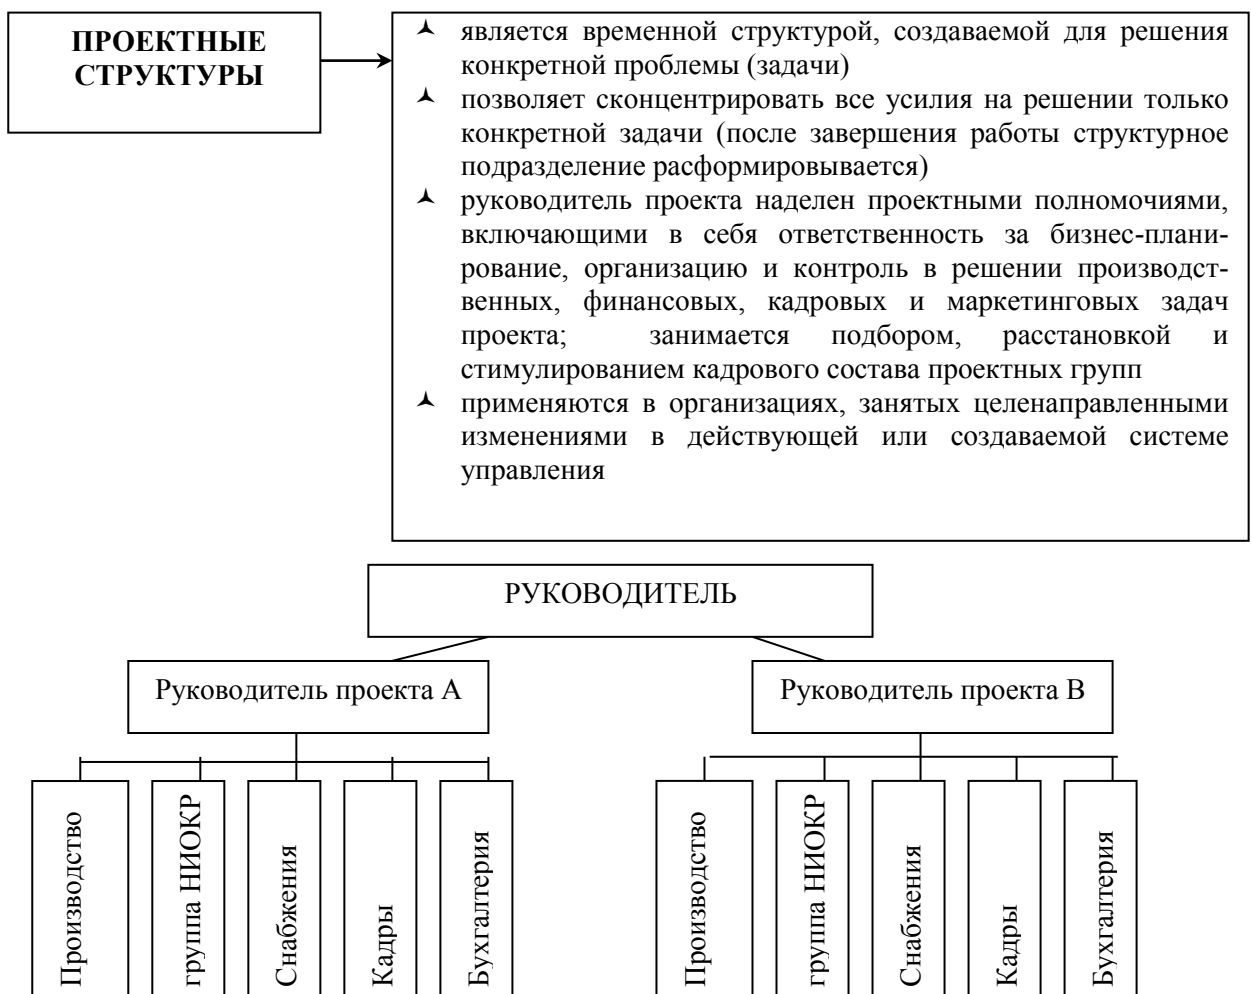 ПРОЕКТНЫЕ
СТРУКТУРЫ
является временной структурой, создаваемой для решения
конкретной проблемы (задачи)
позволяет сконцентрировать все усилия на решении только
конкретной задачи (после завершения работы структурное
подразделение расформировывается)
руководитель проекта наделен проектными полномочиями,
включающими в себя ответственность за бизнес-плани-
рование, организацию и контроль в решении производст-
венных, финансовых, кадровых и маркетинговых задач
проекта; занимается подбором, расстановкой и
стимулированием кадрового состава проектных групп
применяются в организациях, занятых целенаправленными
изменениями в действующей или создаваемой системе
управления
РУКОВОДИТЕЛЬ
Руководитель проекта А
Руководитель проекта В
Производство
группа НИОКР
Снабжения
Кадры
Бухгалтерия
Производство
группа НИОКР
Снабжения
Кадры
Бухгалтерия